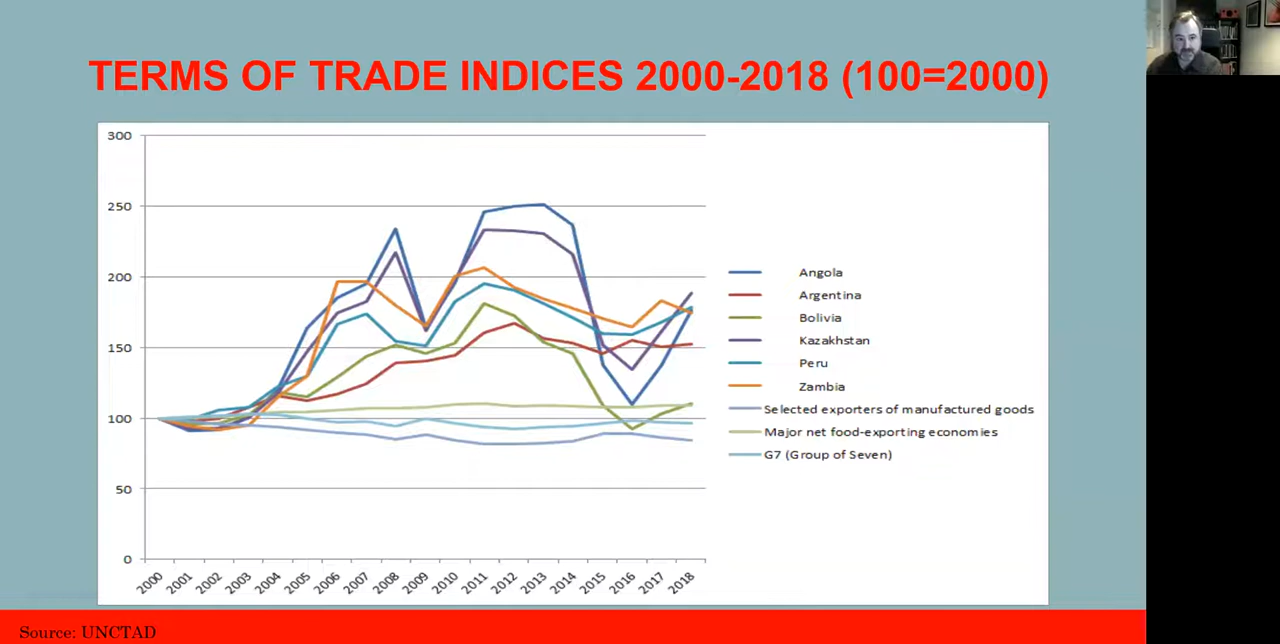 TERMS OF TRADE INDICES 2000-2018 (100=2000)
300
250
200
150
100
50
0
2000 2001 2002 2003 2004 2005 2006 2007 2008 2009 2010 2011 2012 2013 2014 2015 2016 2017 2018
Angola
Argentina
Bolivia
Kazakhstan
Peru
Zambia
Selected exporters of manufactured goods
Major net food-exporting economies
G7 (Group of Seven)
Source: UNCTAD